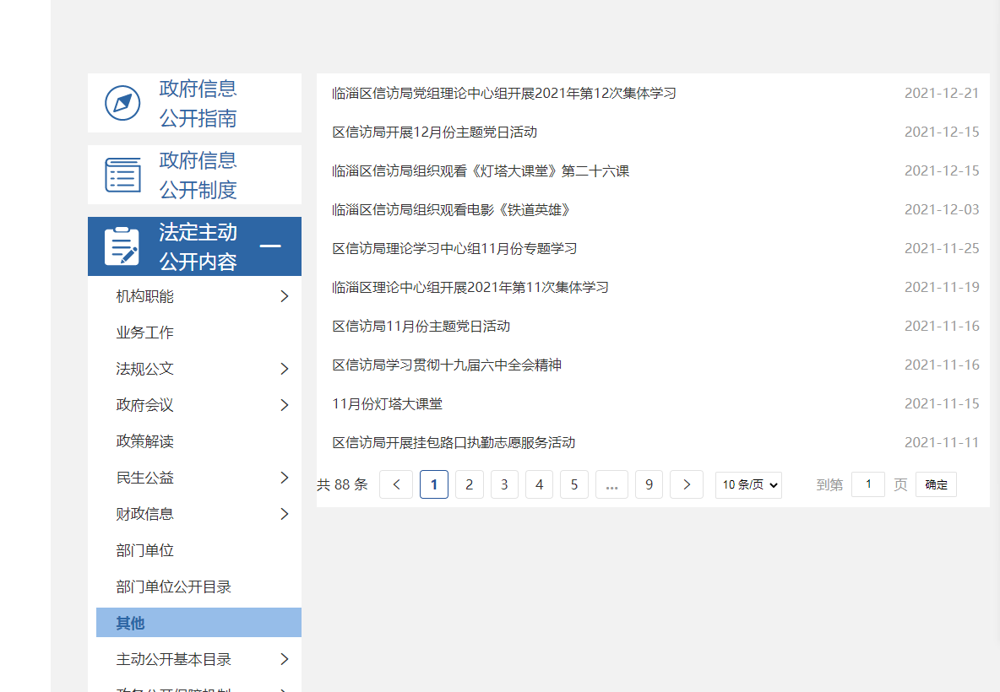 政府信息
公开指南
政府信息
公开制度
法定主动
公开内容
机构职能
业务工作
法规公文
政府会议
政策解读
民生公益
财政信息
部门单位
部门单位公开目录
其他
主动公开基本目录
临淄区信访局党组理论中心组开展2021年第12次集体学习 2021-12-21
区信访局开展12月份主题党日活动 2021-12-15
临淄区信访局组织观看《灯塔大课堂》第二十六课 2021-12-15
临淄区信访局组织观看电影《铁道英雄》 2021-12-03
区信访局理论学习中心组11月份专题学习 2021-11-25
临淄区理论中心组开展2021年第11次集体学习 2021-11-19
区信访局11月份主题党日活动 2021-11-16
区信访局学习贯彻十九届六中全会精神 2021-11-16
11月份灯塔大课堂 2021-11-15
区信访局开展挂包路口执勤志愿服务活动 2021-11-11
共 88 条 < 1 2 3 4 5 ... 9 > 10 条/页 到第 1 页 确定